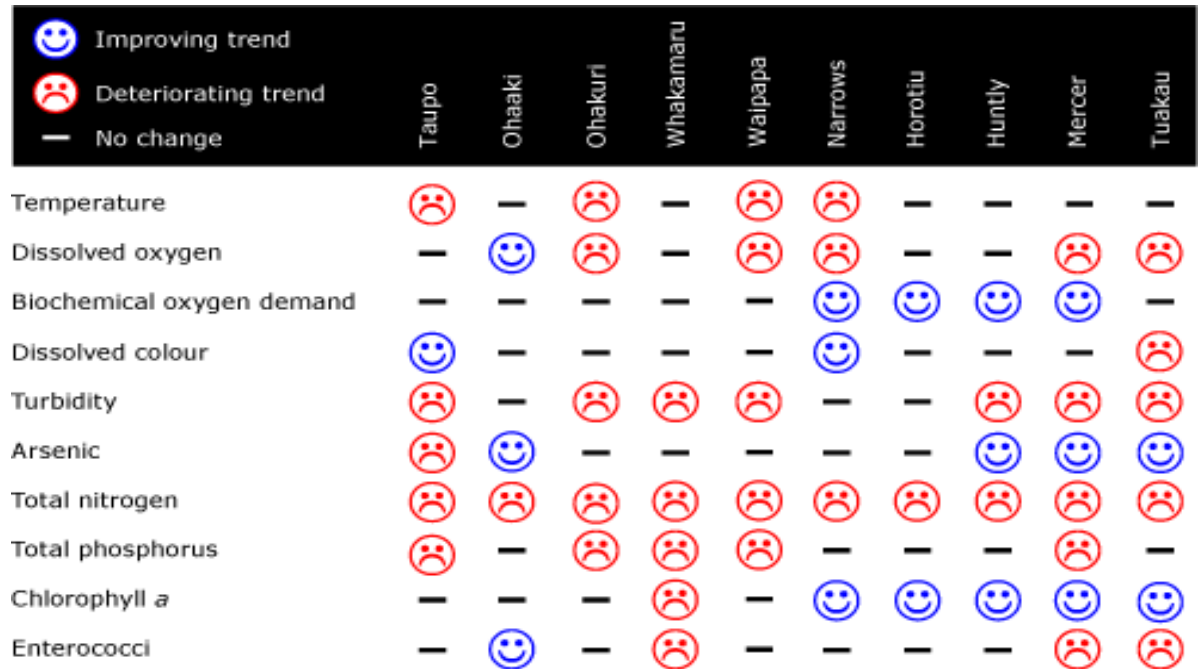 Improving trend
Deteriorating trend
No change
Taupo
Ohaaki
Ohakuri
Whakamaru
Waipapa
Narrows
Horotiu
Huntly
Mercer
Tuakau
Temperature
Dissolved oxygen
Biochemical oxygen demand
Dissolved colour
Turbidity
Arsenic
Total nitrogen
Total phosphorus
Chlorophyll a
Enterococci